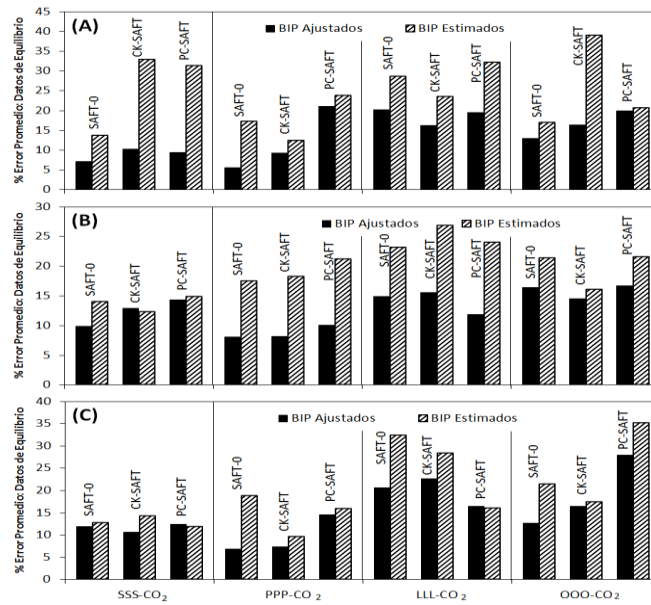 % Error Promedio: Datos de Equilibrio
45
40
35
30
25
20
15
10
5
0
(A)
BIP Ajustados
BIP Estimados
SAFT-0
CK-SAFT
PC-SAFT
SAFT-0
CK-SAFT
PC-SAFT
SAFT-0
CK-SAFT
PC-SAFT
SAFT-0
CK-SAFT
PC-SAFT
% Error Promedio: Datos de Equilibrio
30
25
20
15
10
5
0
(B)
BIP Ajustados
BIP Estimados
SAFT-0
CK-SAFT
PC-SAFT
SAFT-0
CK-SAFT
PC-SAFT
SAFT-0
CK-SAFT
PC-SAFT
SAFT-0
CK-SAFT
PC-SAFT
% Error Promedio: Datos de Equilibrio
40
35
30
25
20
15
10
5
0
(C)
BIP Ajustados
BIP Estimados
SAFT-0
CK-SAFT
PC-SAFT
SAFT-0
CK-SAFT
PC-SAFT
SAFT-0
CK-SAFT
PC-SAFT
SAFT-0
CK-SAFT
PC-SAFT
SSS-CO₂ PPP-CO₂ LLL-CO₂ OOO-CO₂